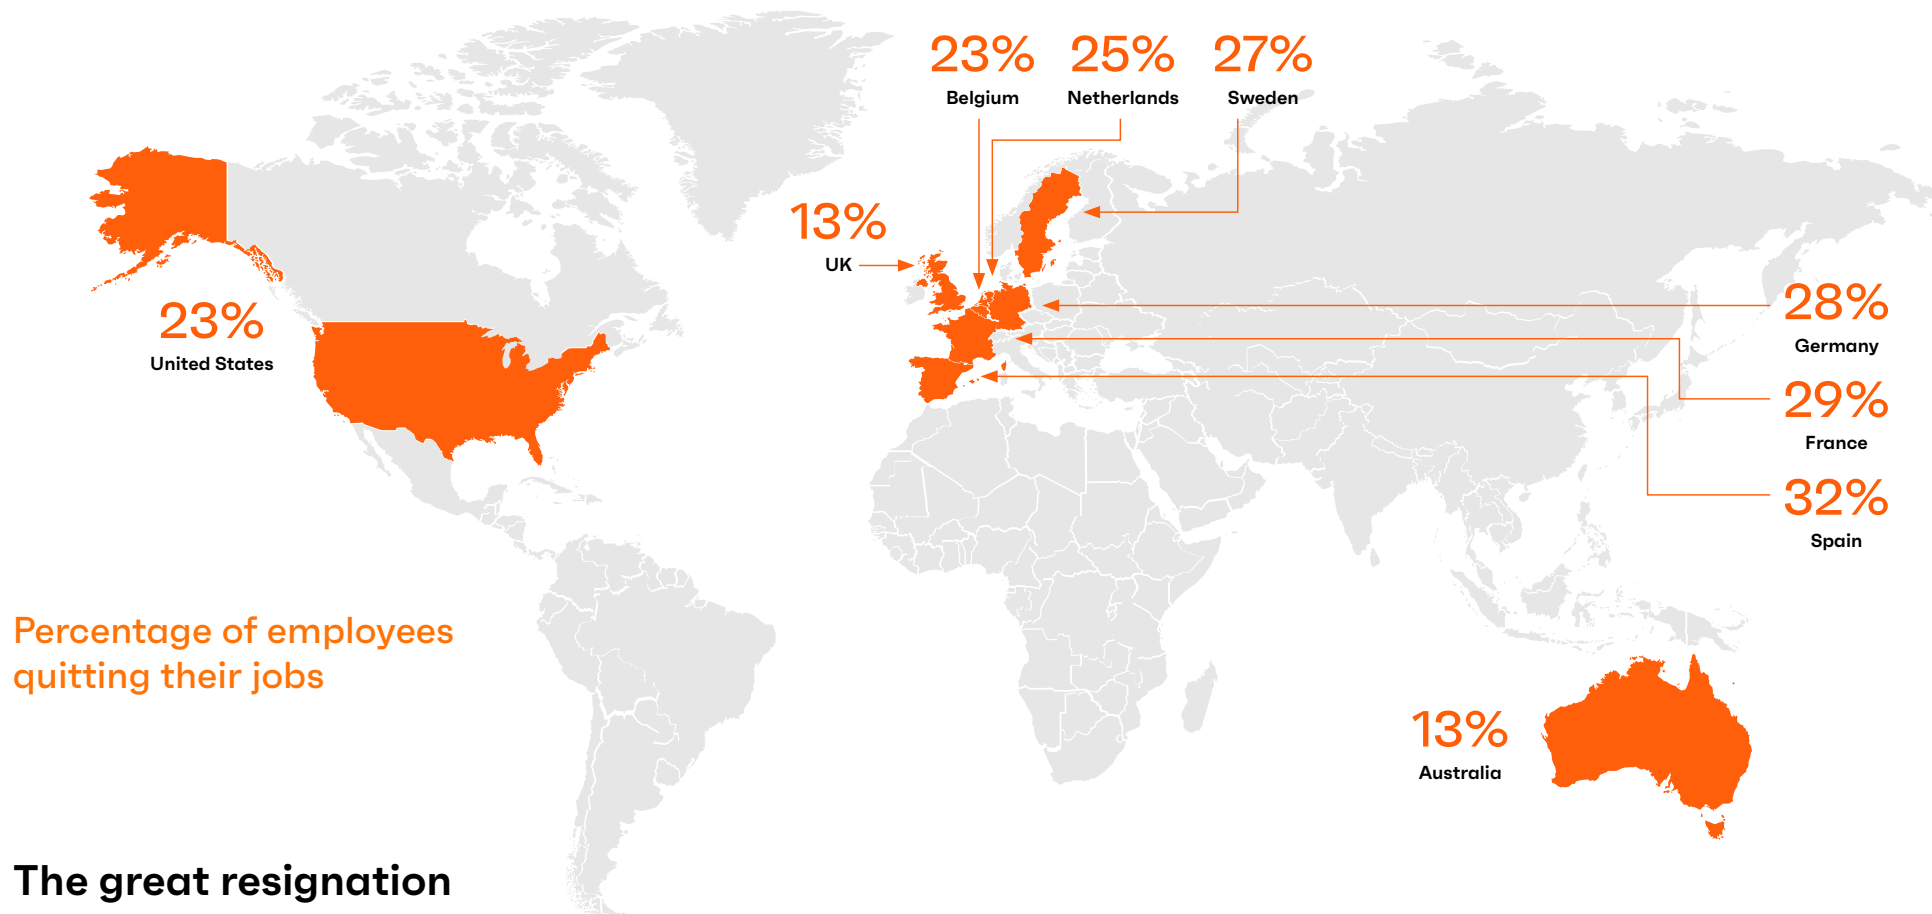 23%
Belgium
25%
Netherlands
27%
Sweden
13%
UK
23%
United States
28%
Germany
29%
France
32%
Spain
Percentage of employees
quitting their jobs
13%
Australia
The great resignation